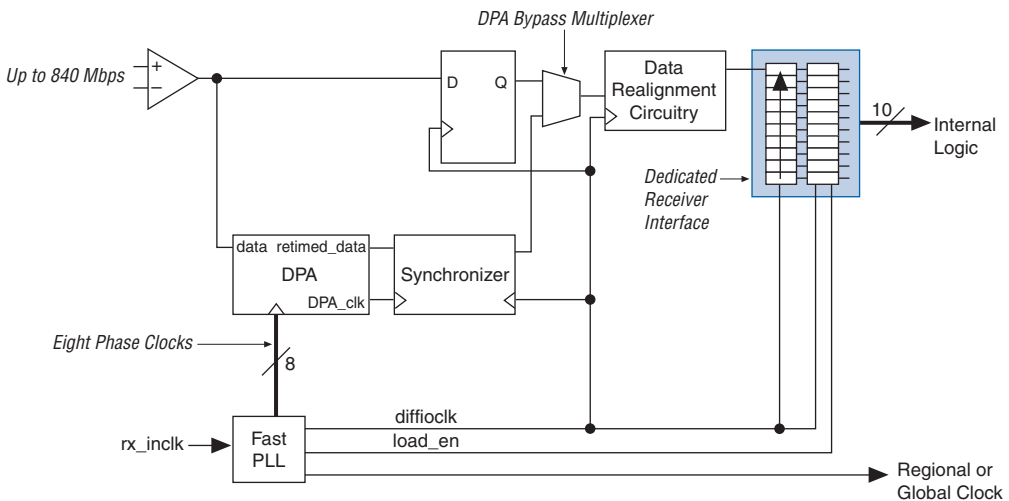 DPA Bypass Multiplexer
Up to 840 Mbps
+
−
D
Q
Data
Realignment
Circuitry
10
Internal
Logic
Dedicated
Receiver
Interface
data
retimed_data
DPA
DPA_clk
Synchronizer
Eight Phase Clocks
8
rx_inclk
Fast
PLL
diffioclk
load_en
Regional or
Global Clock